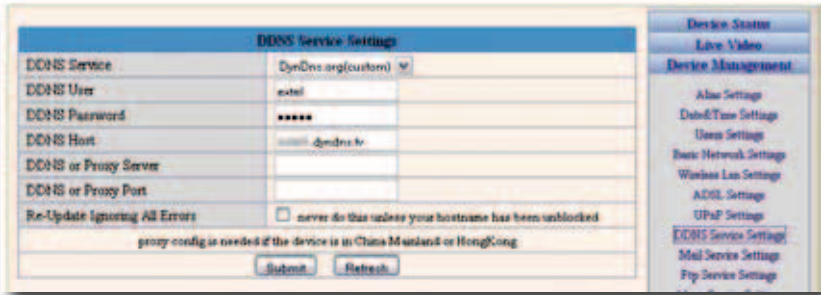 DDNS Service Settings
DDNS Service DynDns.org(custom)
DDNS User extel
DDNS Password •••••
DDNS Host .dyndns.tv
DDNS or Proxy Server
DDNS or Proxy Port
Re-Update Ignoring All Errors never do this unless your hostname has been unblocked
proxy config is needed if the device is in China Mainland or HongKong
Submit Refresh
Device Status
Live Video
Device Management
Alias Settings
Date&Time Settings
Users Settings
Basic Network Settings
Wireless Lan Settings
ADSL Settings
UPnP Settings
DDNS Service Settings
Mail Service Settings
Ftp Service Settings